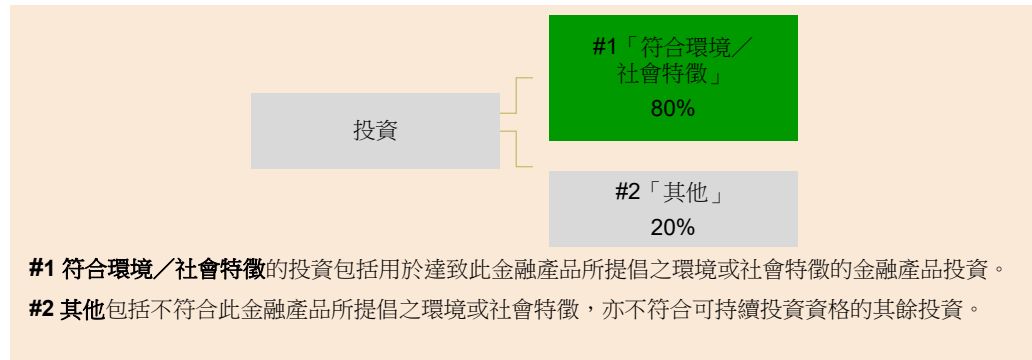 #1「符合環境／
社會特徵」
80%
投資
#2「其他」
20%
#1 符合環境／社會特徵的投資包括用於達致此金融產品所提倡之環境或社會特徵的金融產品投資。
#2 其他包括不符合此金融產品所提倡之環境或社會特徵，亦不符合可持續投資資格的其餘投資。